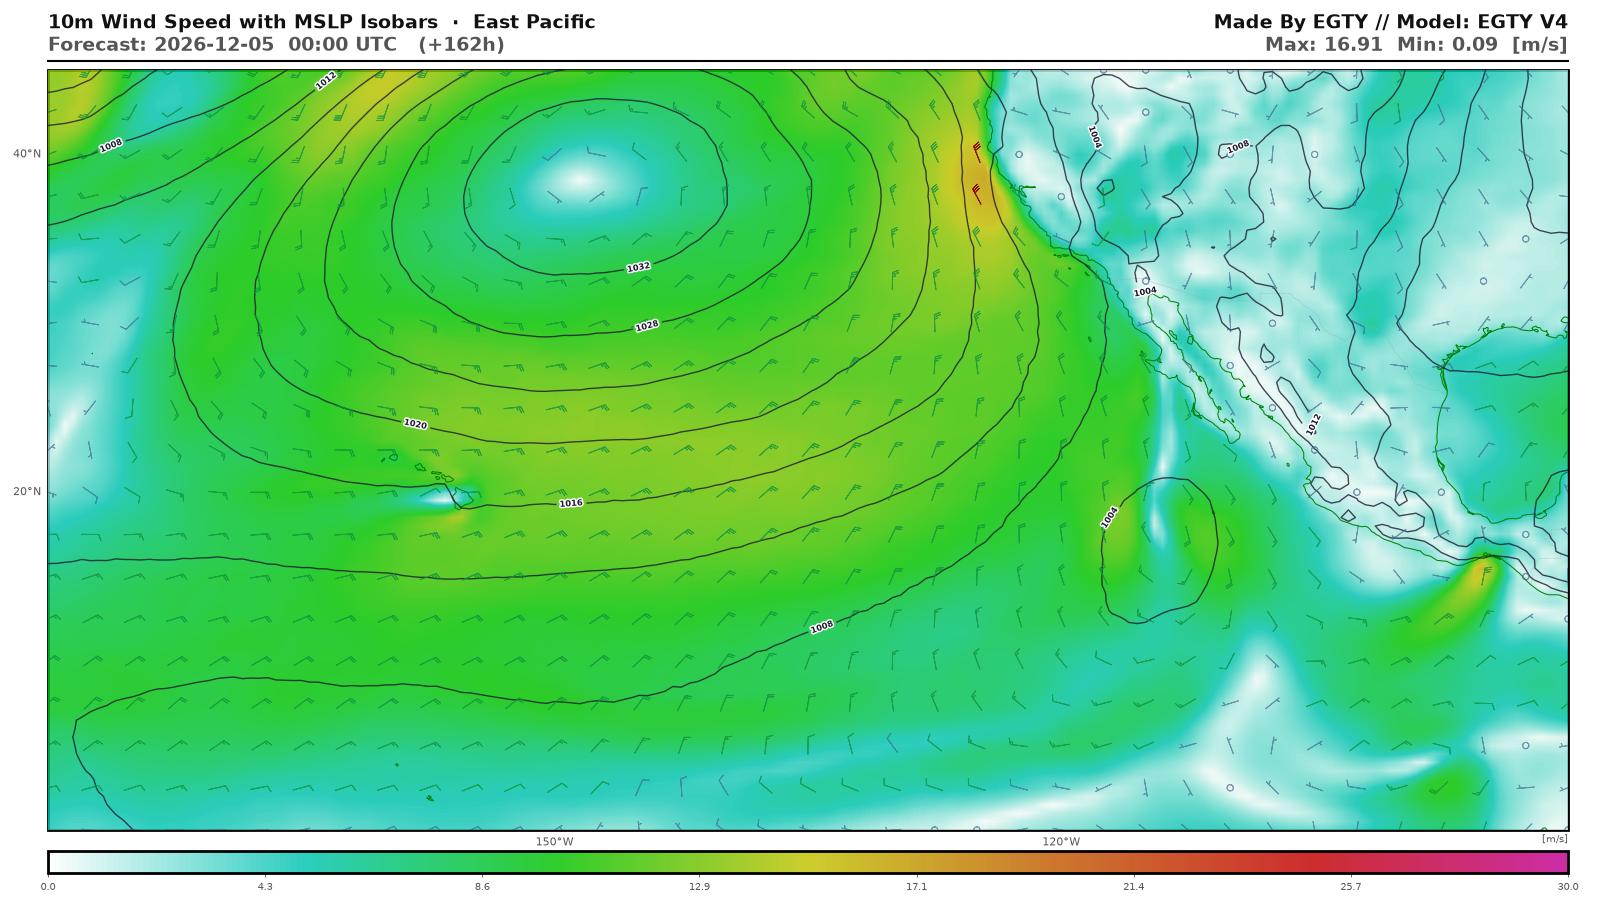 10m Wind Speed with MSLP Isobars · East Pacific
Made By EGTY // Model: EGTY V4
Forecast: 2026-12-05 00:00 UTC (+162h)
Max: 16.91 Min: 0.09 [m/s]
1012
1008
1004
1008
40°N
1032
1004
1028
1020
1012
20°N
1016
1004
1008
150°W
120°W
[m/s]
0.0
4.3
8.6
12.9
17.1
21.4
25.7
30.0